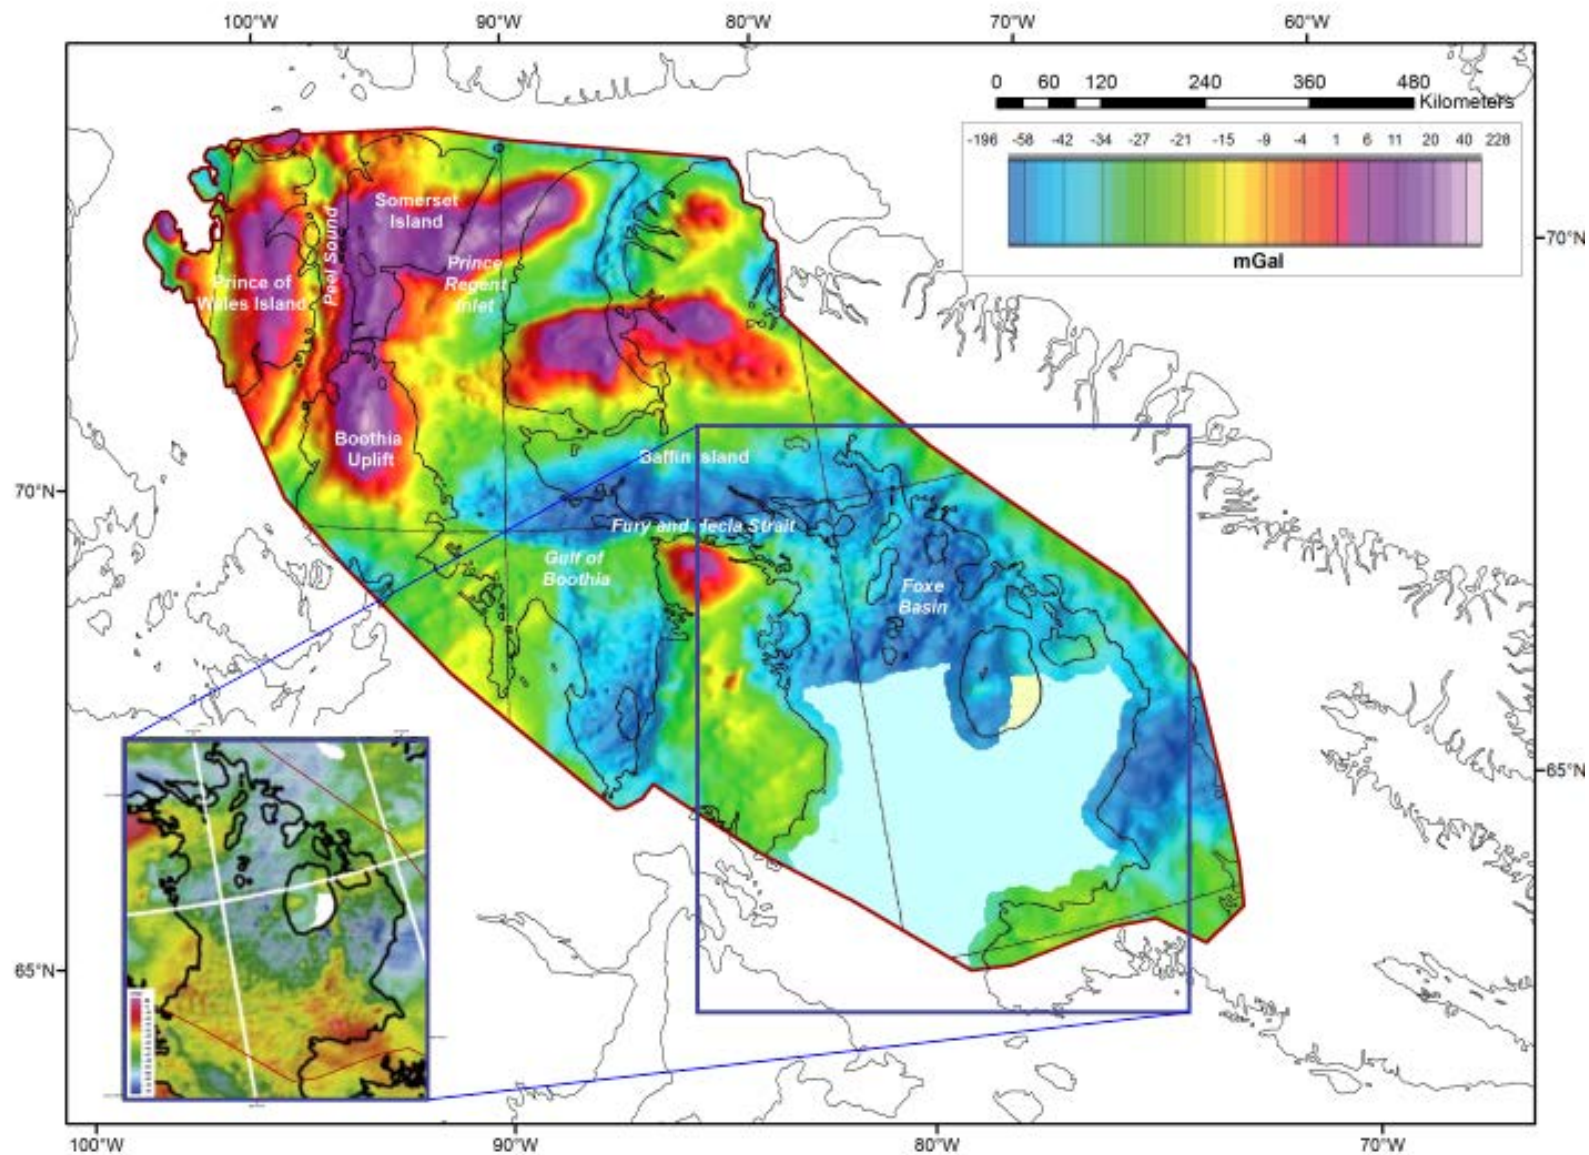 100°W 90°W 80°W 70°W 60°W
0 60 120 240 360 480
Kilometers
-196 -58 -42 -34 -27 -21 -15 -9 -4 1 6 11 20 40 228
mGal
Somerset
Island
Peel Sound
Prince of
Wales Island
Prince
Regent
Inlet
70°N
Boothia
Uplift
Baffin Island
70°N
Fury and Hecla Strait
Gulf of
Boothia
Foxe
Basin
65°N
65°N
100°W 90°W 80°W 70°W